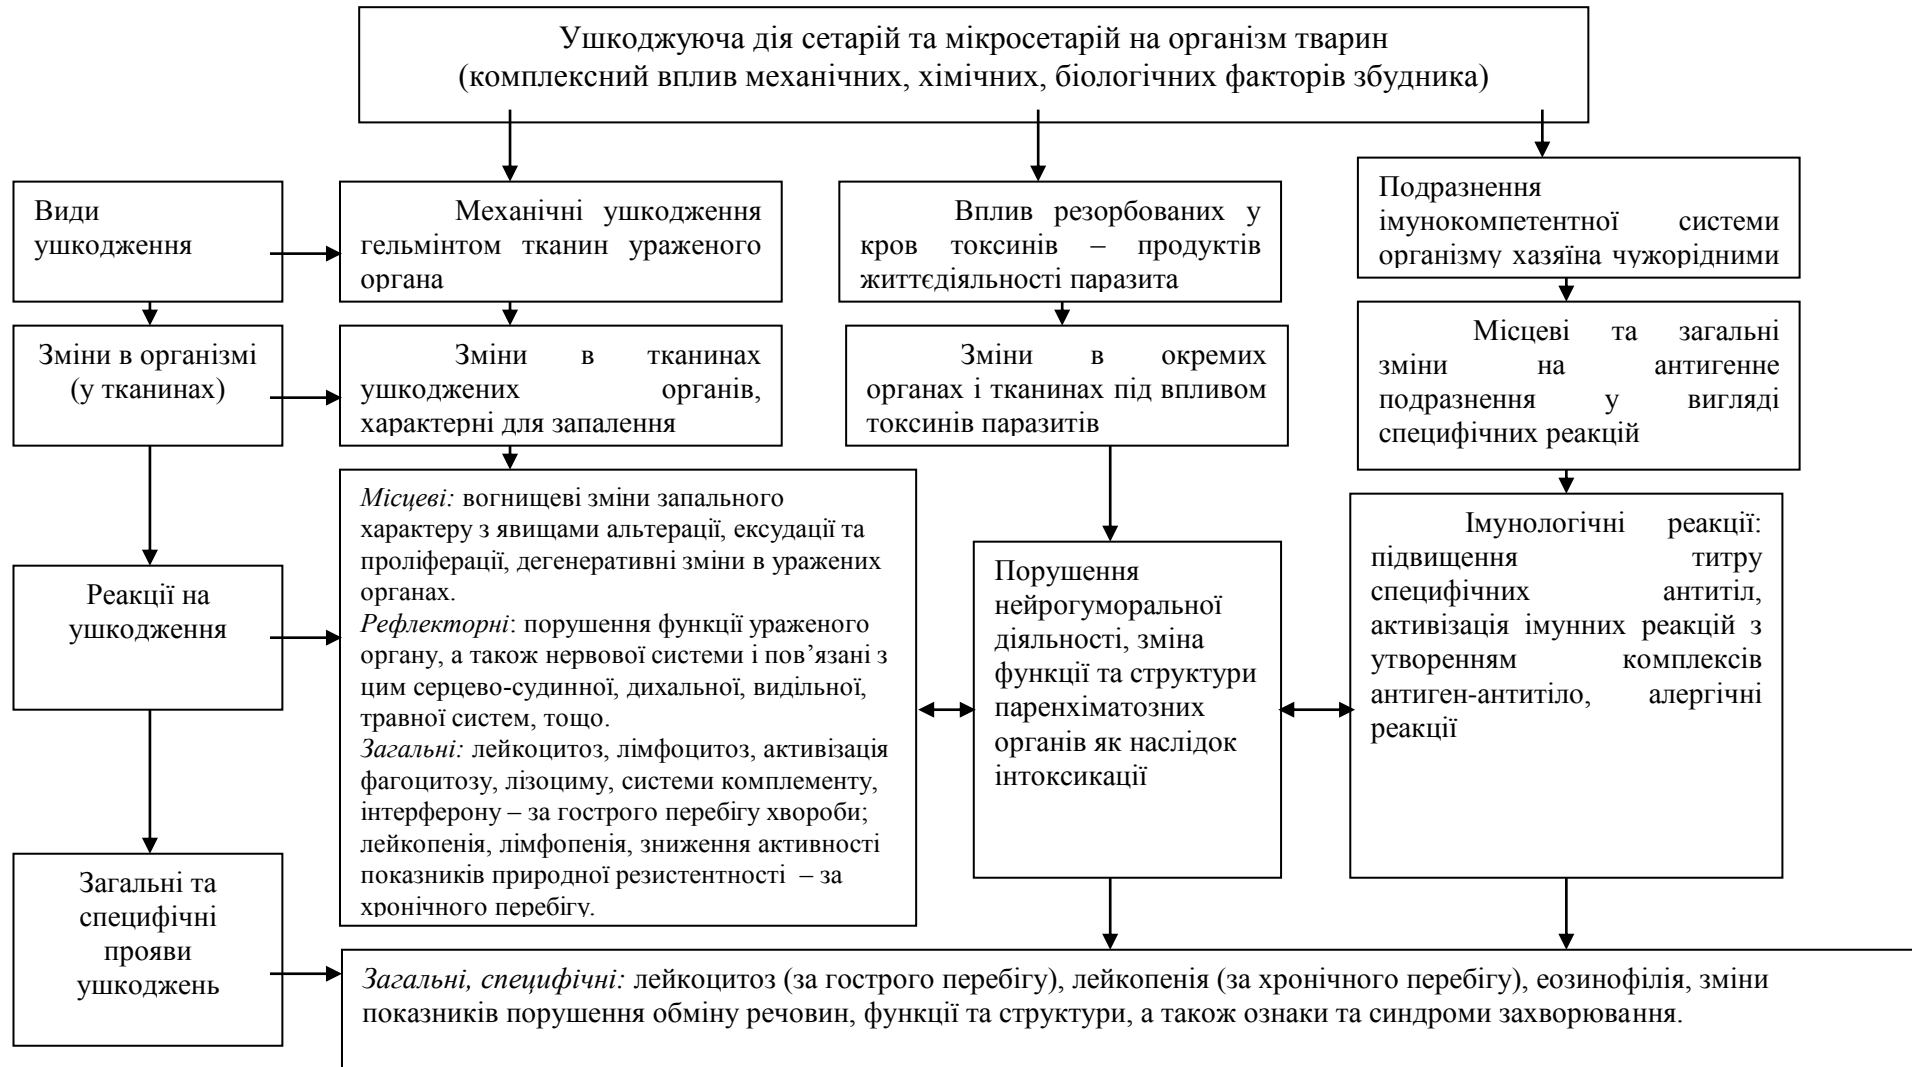 Ушкоджуюча дія сетарій та мікросетарій на організм тварин
(комплексний вплив механічних, хімічних, біологічних факторів збудника)
Види
ушкодження
Механічні ушкодження
гельмінтом тканин ураженого
органа
Вплив резорбованих у
кров токсинів – продуктів
життєдіяльності паразита
Подразнення
імунокомпетентної системи
організму хазяїна чужорідними
Зміни в організмі
(у тканинах)
Зміни в тканинах
ушкоджених органів,
характерні для запалення
Зміни в окремих
органах і тканинах під впливом
токсинів паразитів
Місцеві та загальні
зміни на антигенне
подразнення у вигляді
специфічних реакцій
Реакції на
ушкодження
Місцеві: вогнищеві зміни запального
характеру з явищами альтерації, ексудації та
проліферації, дегенеративні зміни в уражених
органах.
Рефлекторні: порушення функції ураженого
органу, а також нервової системи і пов’язані з
цим серцево-судинної, дихальної, видільної,
травної систем, тощо.
Загальні: лейкоцитоз, лімфоцитоз, активізація
фагоцитозу, лізоциму, системи комплементу,
інтерферону – за гострого перебігу хвороби;
лейкопенія, лімфопенія, зниження активності
показників природної резистентності – за
хронічного перебігу.
Порушення
нейрогуморальної
діяльності, зміна
функції та структури
паренхіматозних
органів як наслідок
інтоксикації
Імунологічні реакції:
підвищення титру
специфічних антитіл,
активізація імунних реакцій з
утворенням комплексів
антиген-антитіло, алергічні
реакції
Загальні та
специфічні
прояви
ушкоджень
Загальні, специфічні: лейкоцитоз (за гострого перебігу), лейкопенія (за хронічного перебігу), еозинофілія, зміни
показників порушення обміну речовин, функції та структури, а також ознаки та синдроми захворювання.